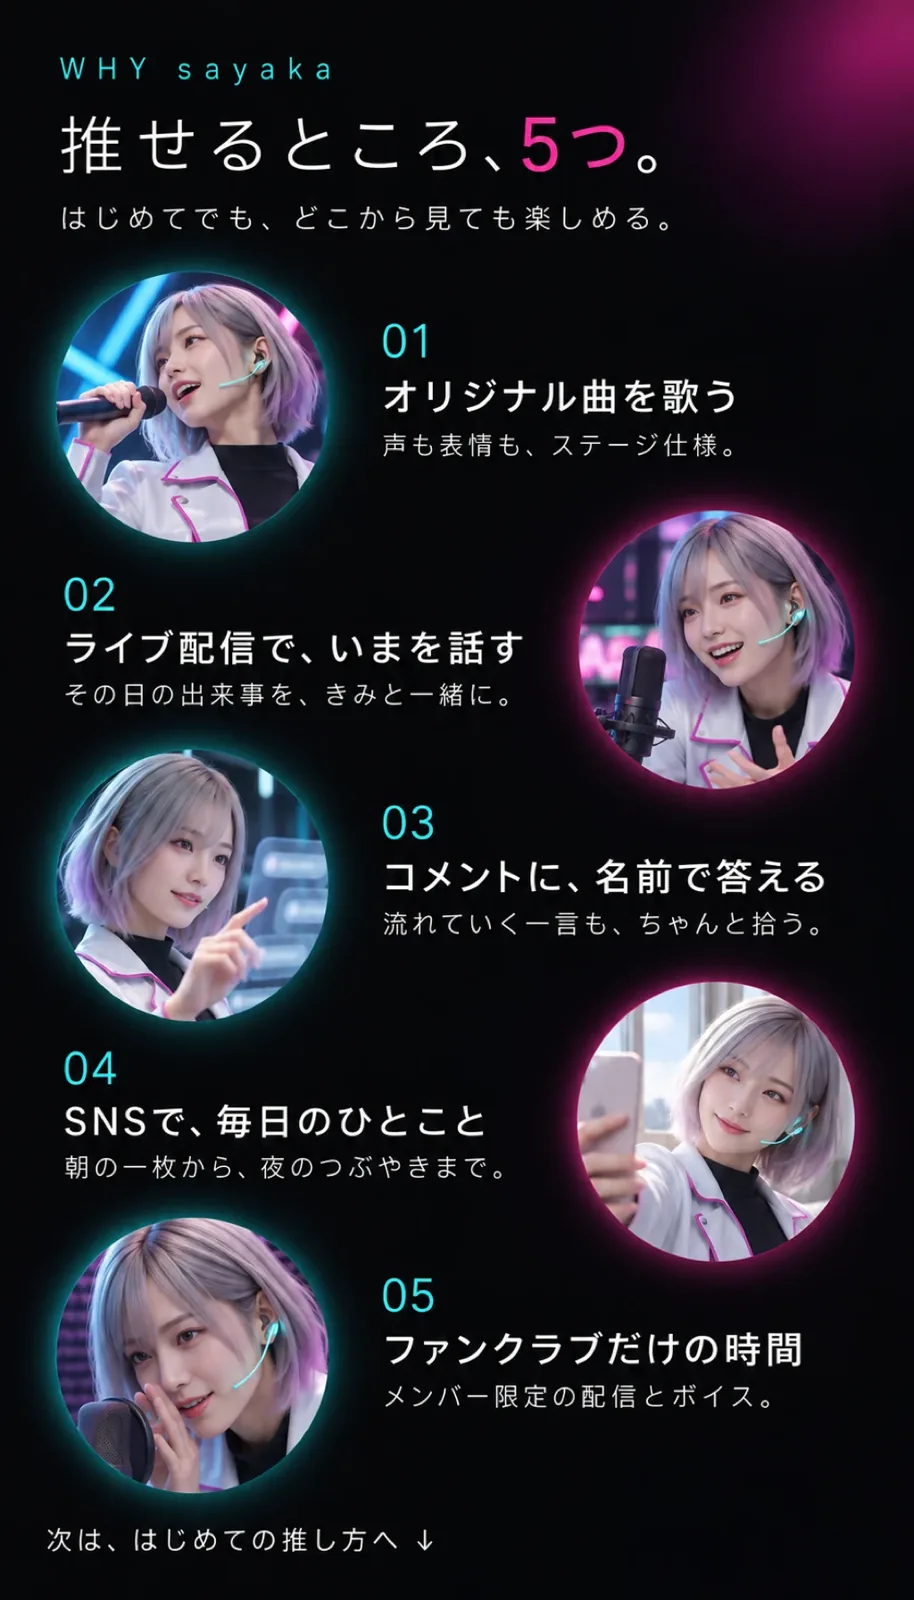 WHY sayaka
推せるところ、5つ。
はじめてでも、どこから見ても楽しめる。
01
オリジナル曲を歌う
声も表情も、ステージ仕様。
02
ライブ配信で、いまを話す
その日の出来事を、きみと一緒に。
03
コメントに、名前で答える
流れていく一言も、ちゃんと拾う。
04
SNSで、毎日のひとこと
朝の一枚から、夜のつぶやきまで。
05
ファンクラブだけの時間
メンバー限定の配信とボイス。
次は、はじめての推し方へ ↓